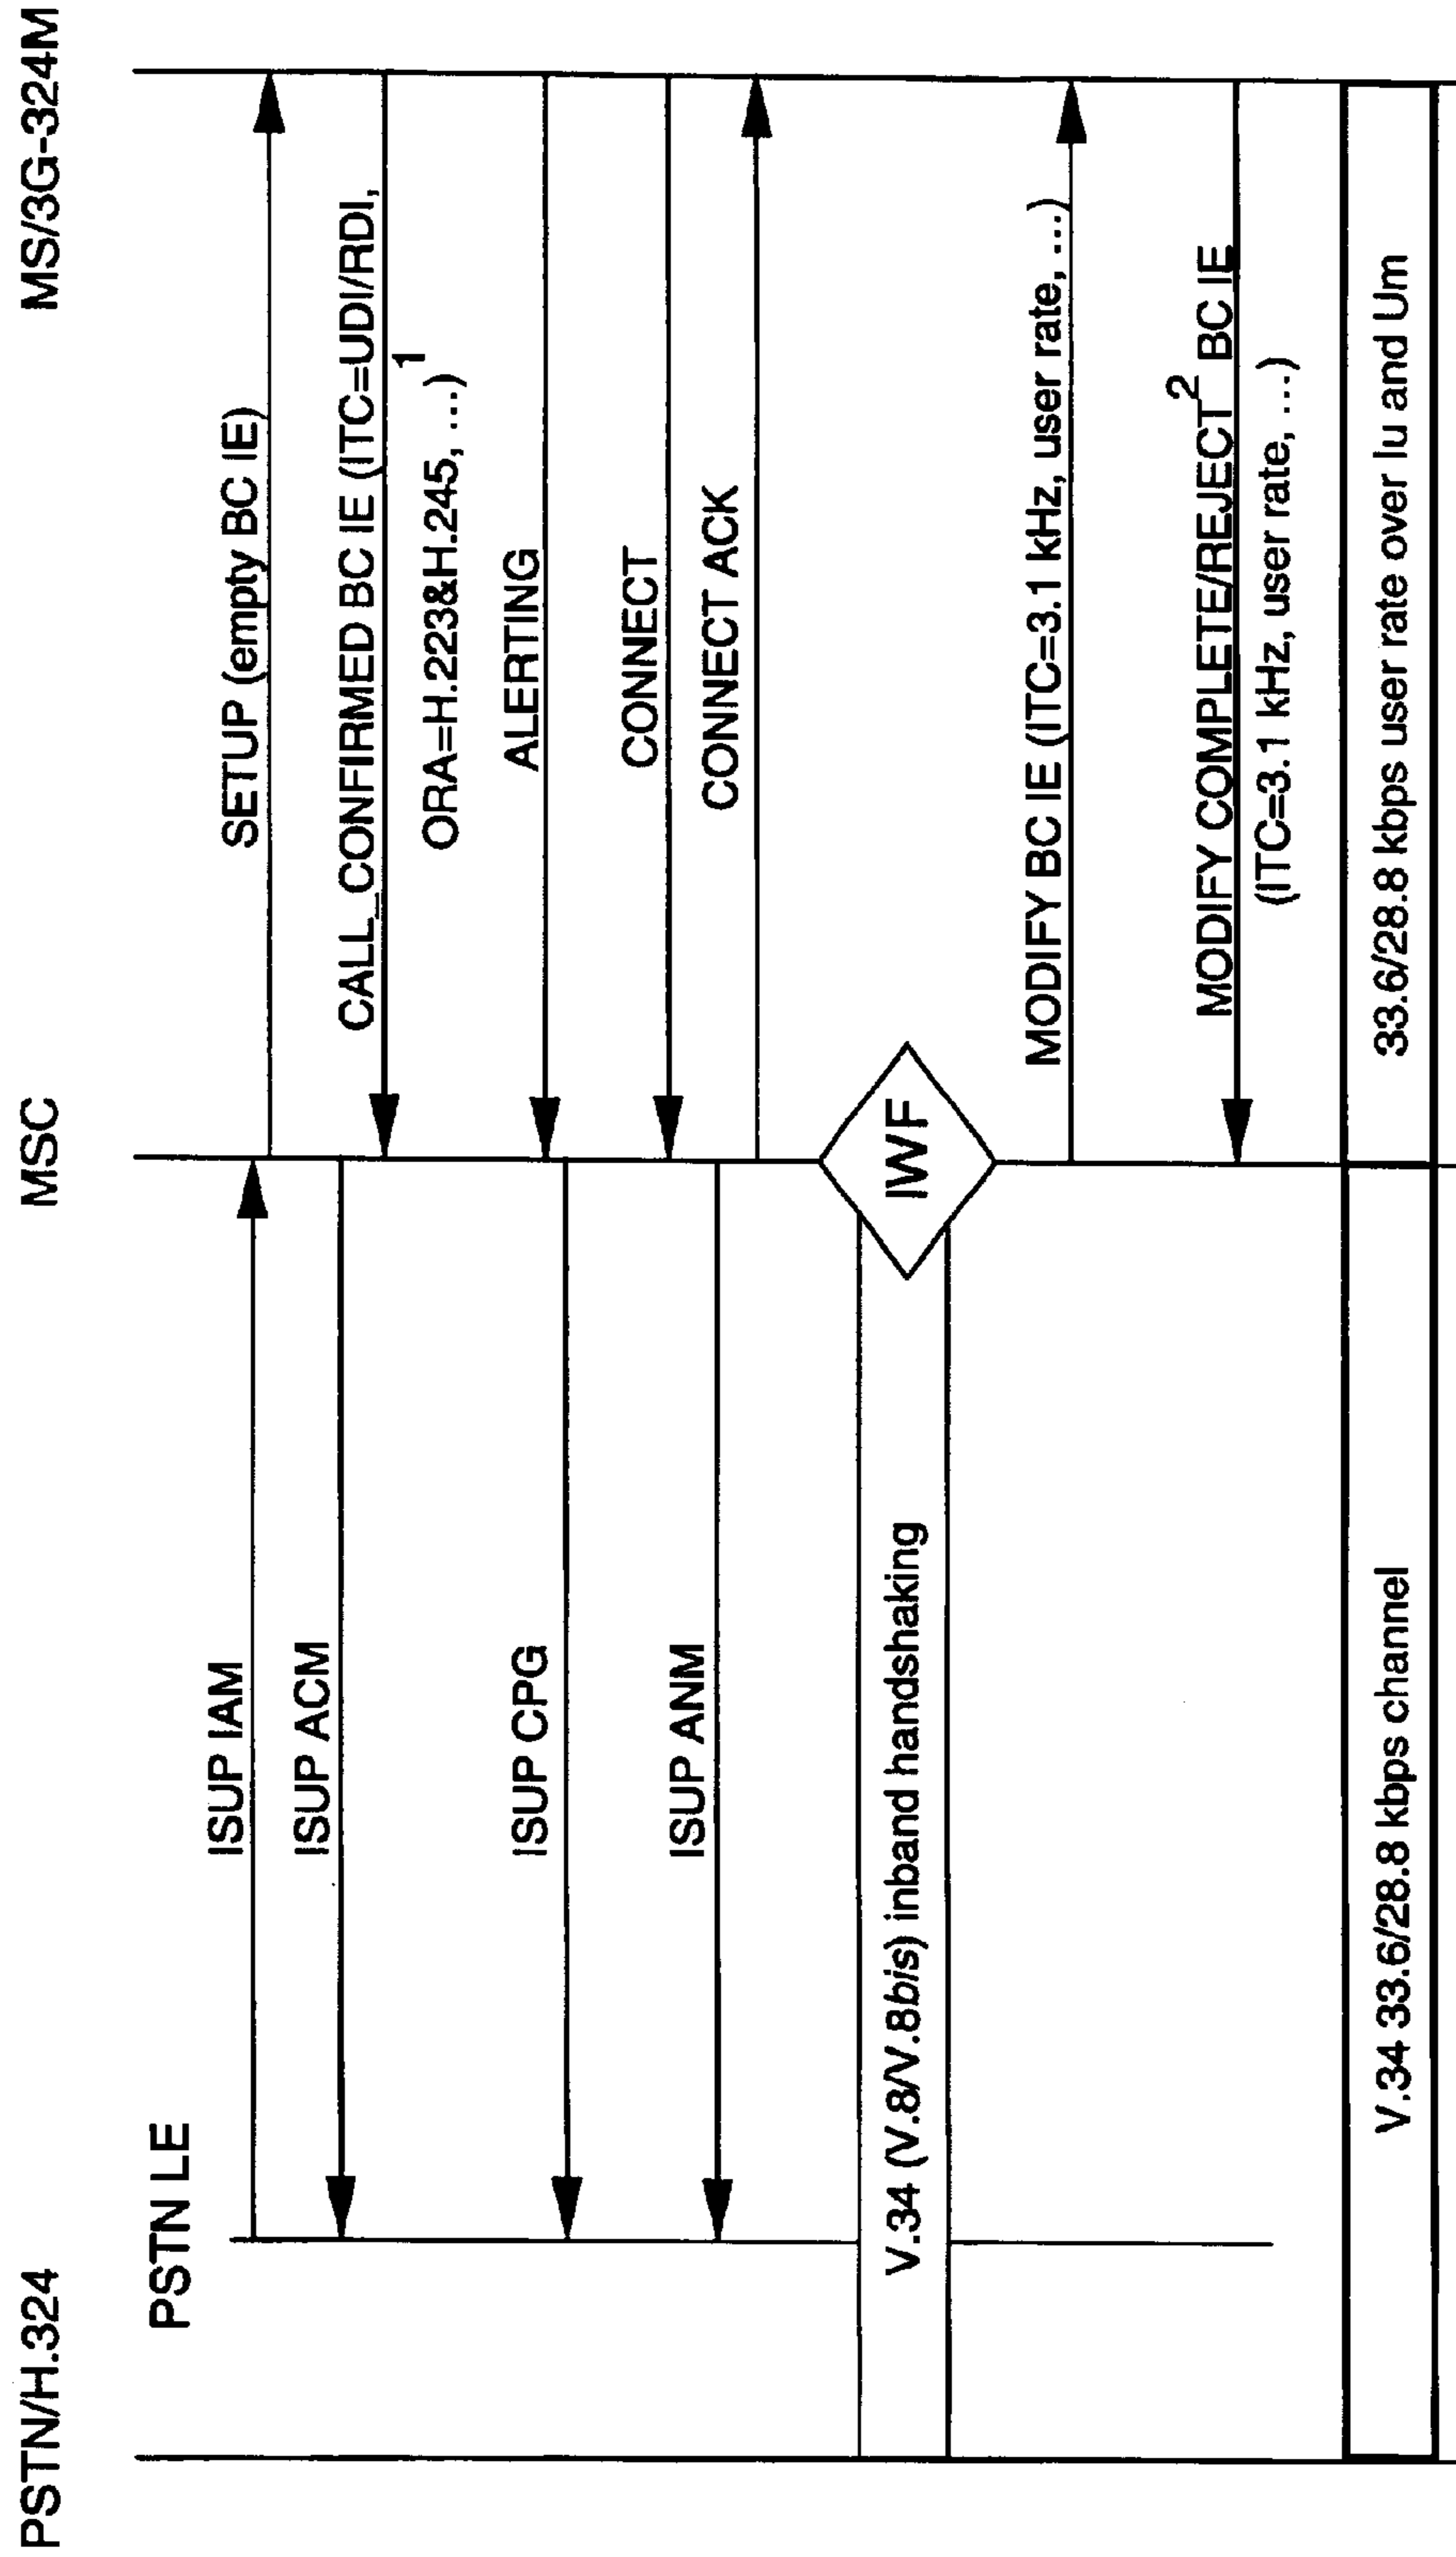 PSTN/H.324
MSC
MS/3G-324M
PSTN LE
ISUP IAM
SETUP (empty BC IE)
ISUP ACM
CALL_CONFIRMED BC IE (ITC=UDI/RDI,
ORA=H.223&H.245, ...)1
ISUP CPG
ALERTING
CONNECT
ISUP ANM
CONNECT ACK
V.34 (V.8/V.8bis) inband handshaking
IWF
MODIFY BC IE (ITC=3.1 kHz, user rate, ...)
MODIFY COMPLETE/REJECT2 BC IE
(ITC=3.1 kHz, user rate, ...)
V.34 33.6/28.8 kbps channel
33.6/28.8 kbps user rate over Iu and Um